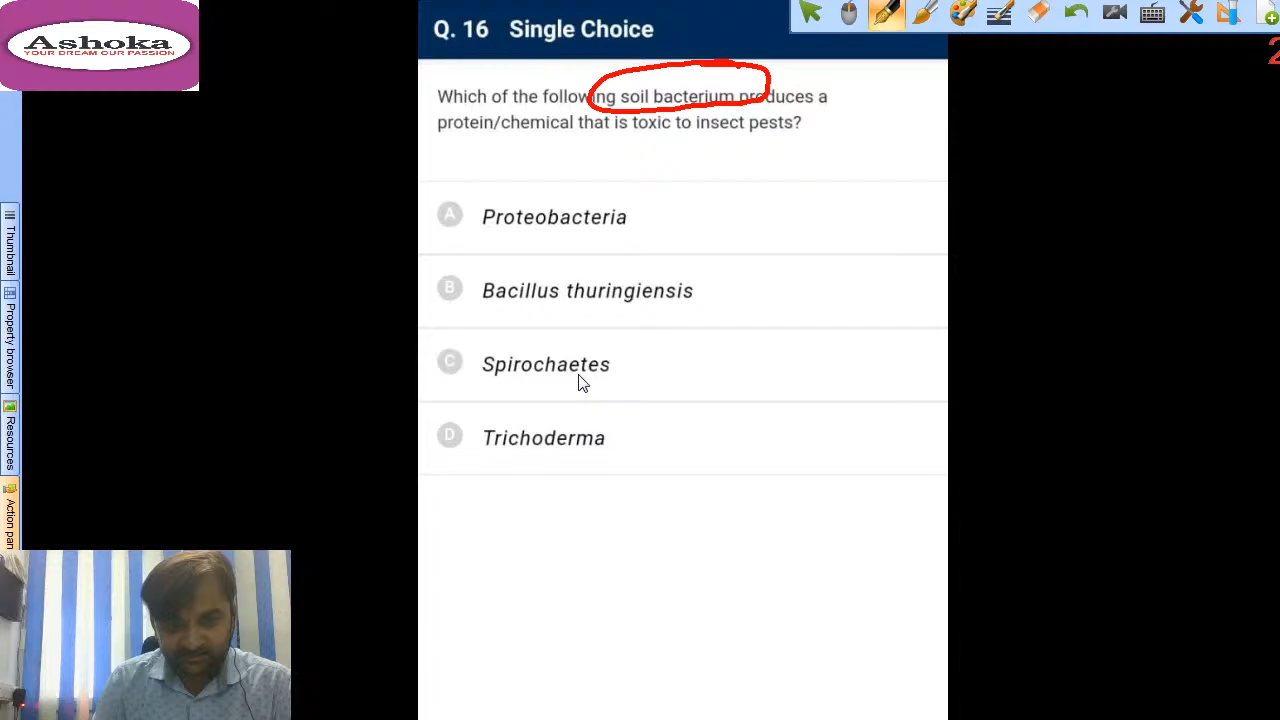 Ashoka
YOUR DREAM OUR PASSION
Q. 16 Single Choice
Which of the following soil bacterium produces a
protein/chemical that is toxic to insect pests?
A Proteobacteria
B Bacillus thuringiensis
C Spirochaetes
D Trichoderma
Thumbnail
Property browser
Resources
Action pan
2